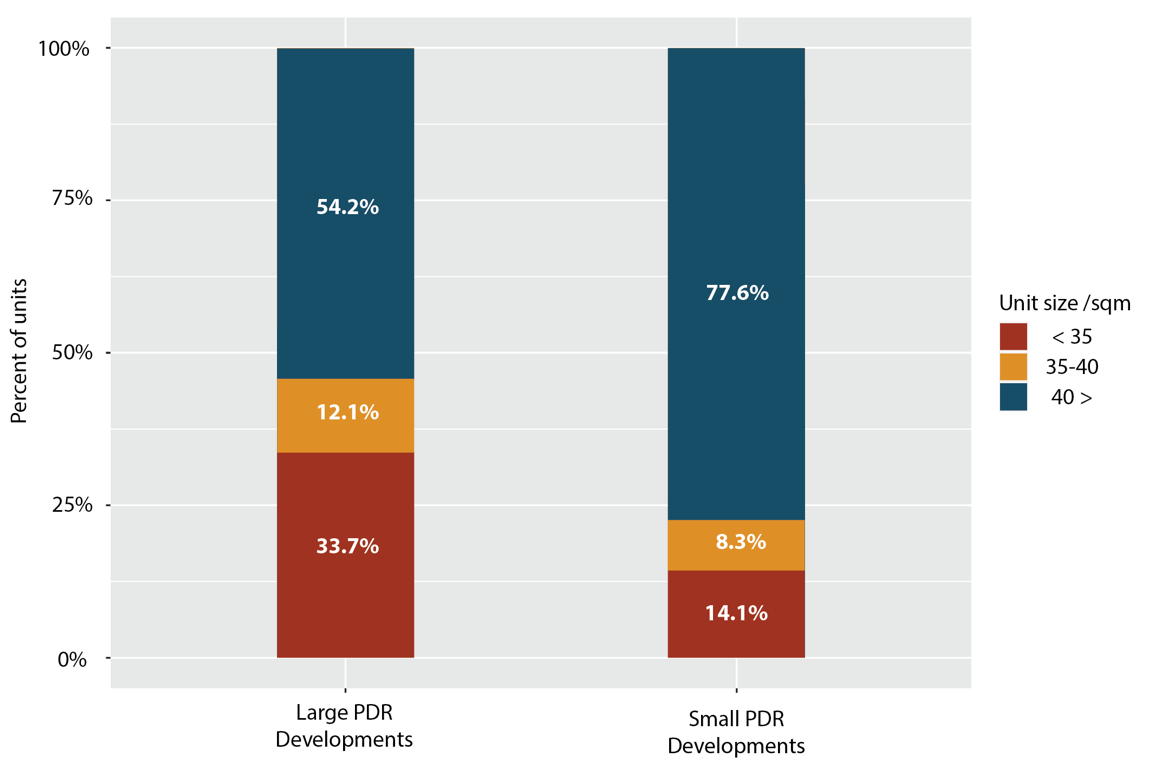 100%
75%
50%
25%
0%
Percent of units
54.2%
12.1%
33.7%
77.6%
8.3%
14.1%
Large PDR
Developments
Small PDR
Developments
Unit size /sqm
< 35
35-40
40 >